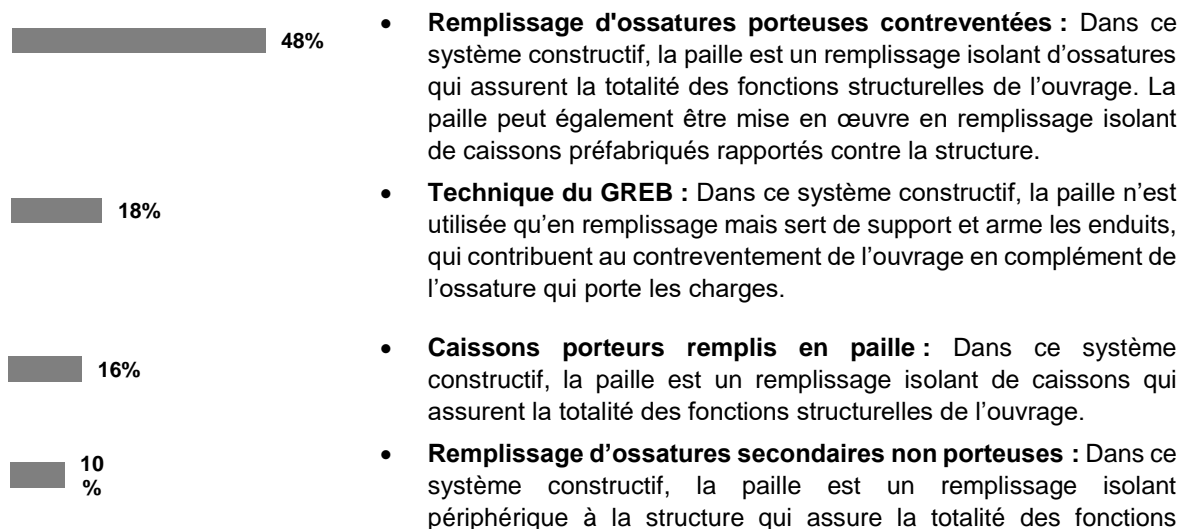 48%
• Remplissage d'ossatures porteuses contreventées : Dans ce
système constructif, la paille est un remplissage isolant d’ossatures
qui assurent la totalité des fonctions structurelles de l’ouvrage. La
paille peut également être mise en œuvre en remplissage isolant
de caissons préfabriqués rapportés contre la structure.
18%
• Technique du GREB : Dans ce système constructif, la paille n’est
utilisée qu’en remplissage mais sert de support et arme les enduits,
qui contribuent au contreventement de l’ouvrage en complément de
l’ossature qui porte les charges.
16%
• Caissons porteurs remplis en paille : Dans ce système
constructif, la paille est un remplissage isolant de caissons qui
assurent la totalité des fonctions structurelles de l’ouvrage.
10
%
• Remplissage d’ossatures secondaires non porteuses : Dans ce
système constructif, la paille est un remplissage isolant
périphérique à la structure qui assure la totalité des fonctions